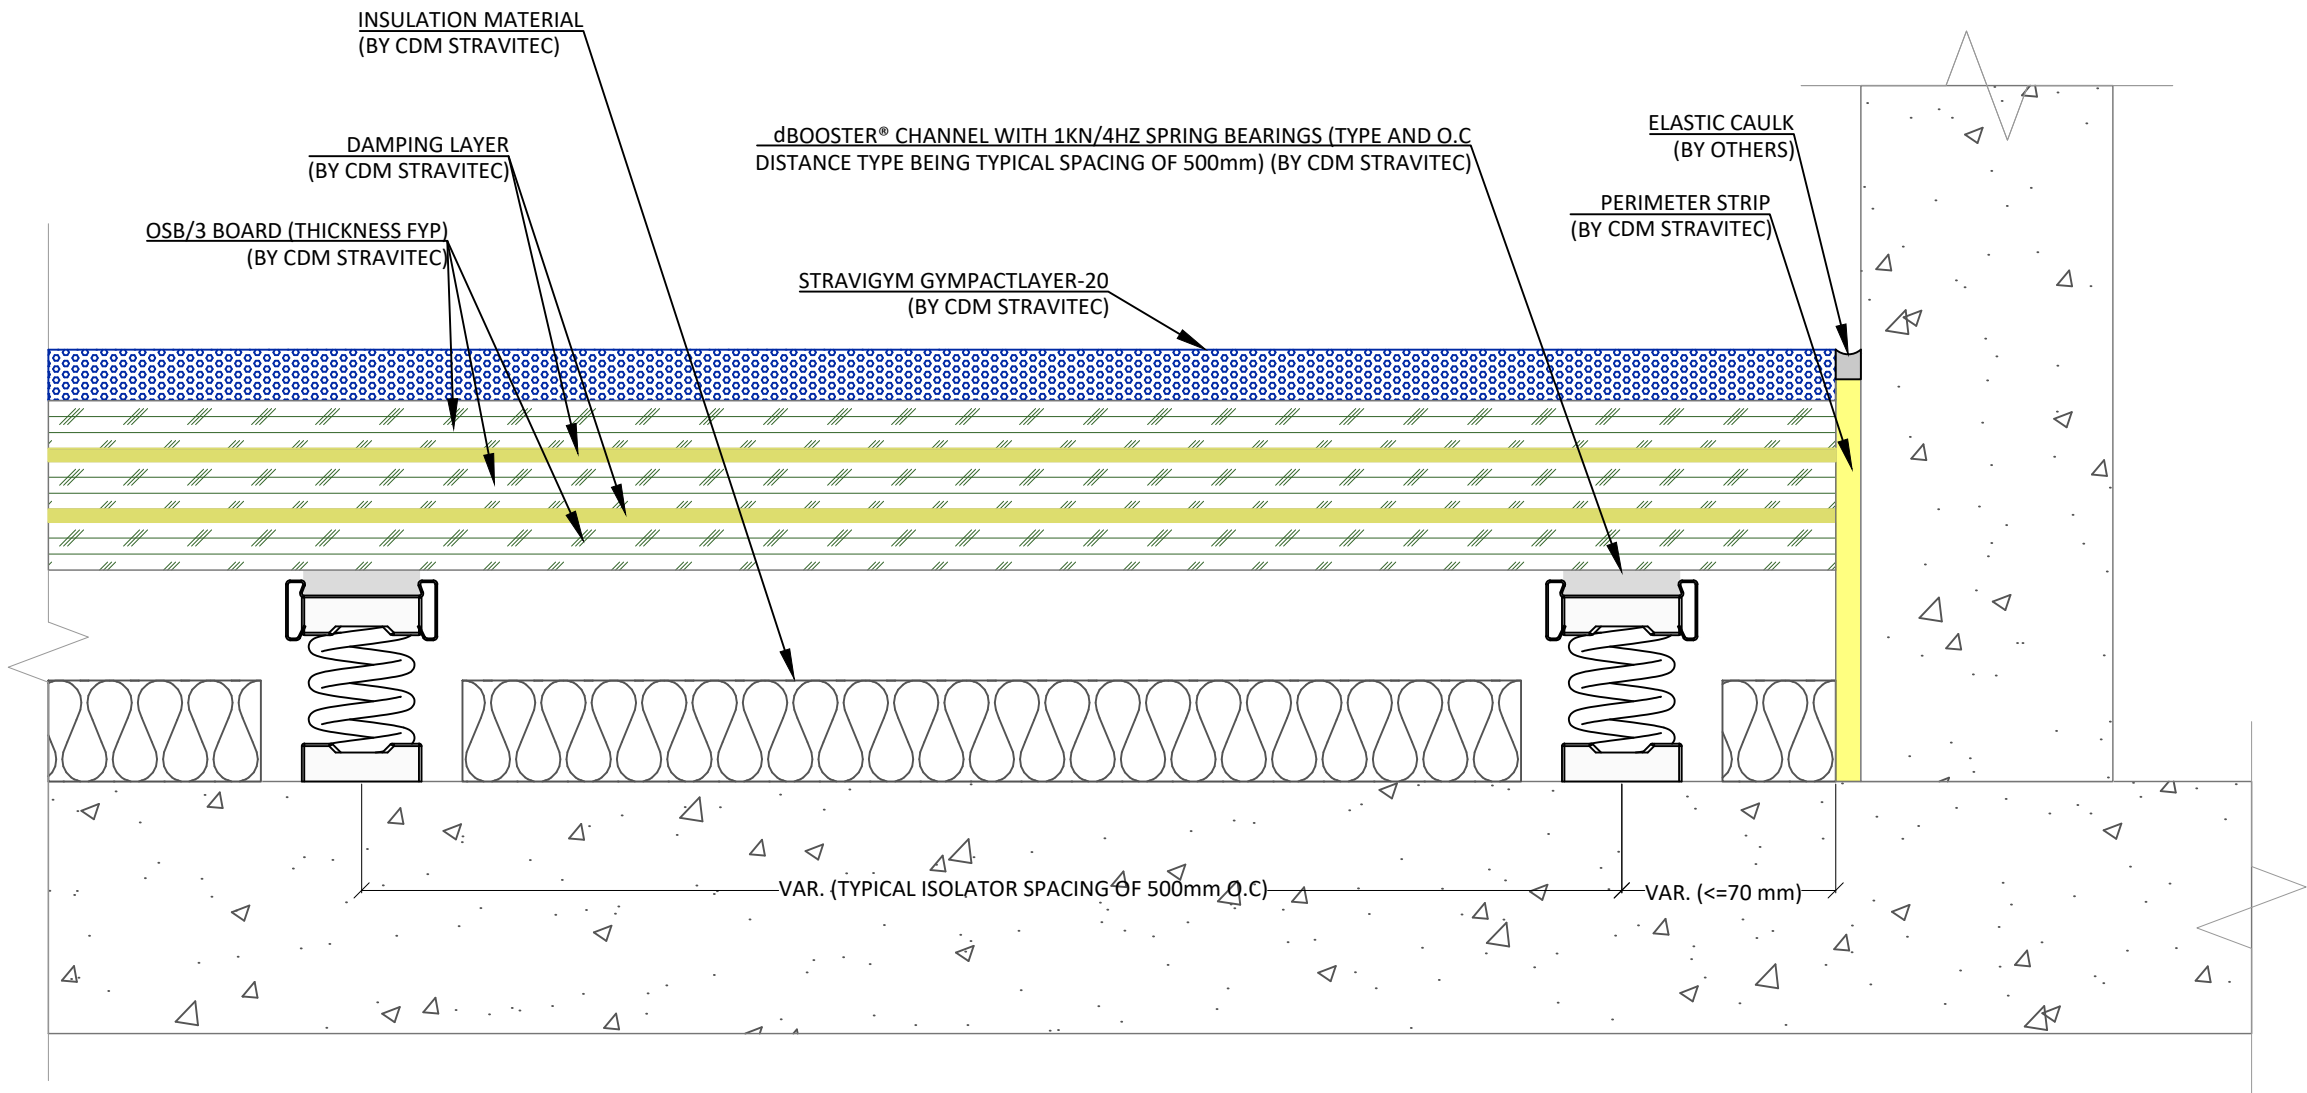 INSULATION MATERIAL
(BY CDM STRAVITEC)
DAMPING LAYER
(BY CDM STRAVITEC)
OSB/3 BOARD (THICKNESS FYP)
(BY CDM STRAVITEC)
dBOOSTER® CHANNEL WITH 1KN/4HZ SPRING BEARINGS (TYPE AND O.C
DISTANCE TYPE BEING TYPICAL SPACING OF 500mm) (BY CDM STRAVITEC)
ELASTIC CAULK
(BY OTHERS)
PERIMETER STRIP
(BY CDM STRAVITEC)
STRAVIGYM GYMPACTLAYER-20
(BY CDM STRAVITEC)
VAR. (TYPICAL ISOLATOR SPACING OF 500mm O.C)
VAR. (<=70 mm)